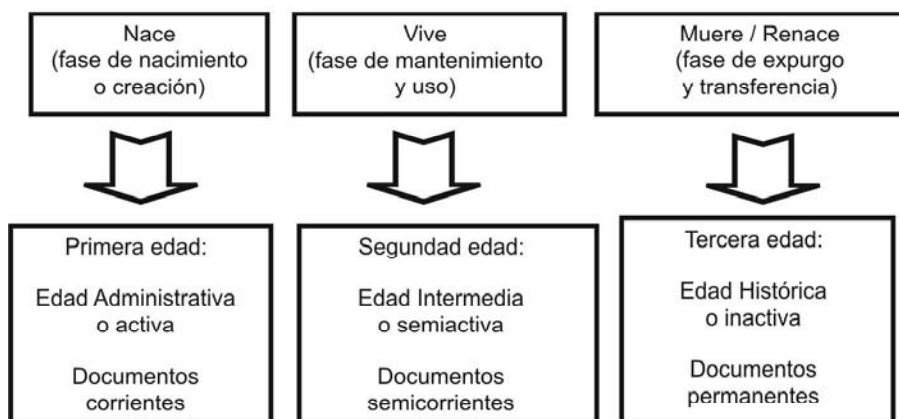 Nace
(fase de nacimiento
o creación)
Vive
(fase de mantenimiento
y uso)
Muere / Renace
(fase de expurgo
y transferencia)
Primera edad:
Edad Administrativa
o activa
Documentos
corrientes
Segundad edad:
Edad Intermedia
o semiactiva
Documentos
semicorrientes
Tercera edad:
Edad Histórica
o inactiva
Documentos
permanentes